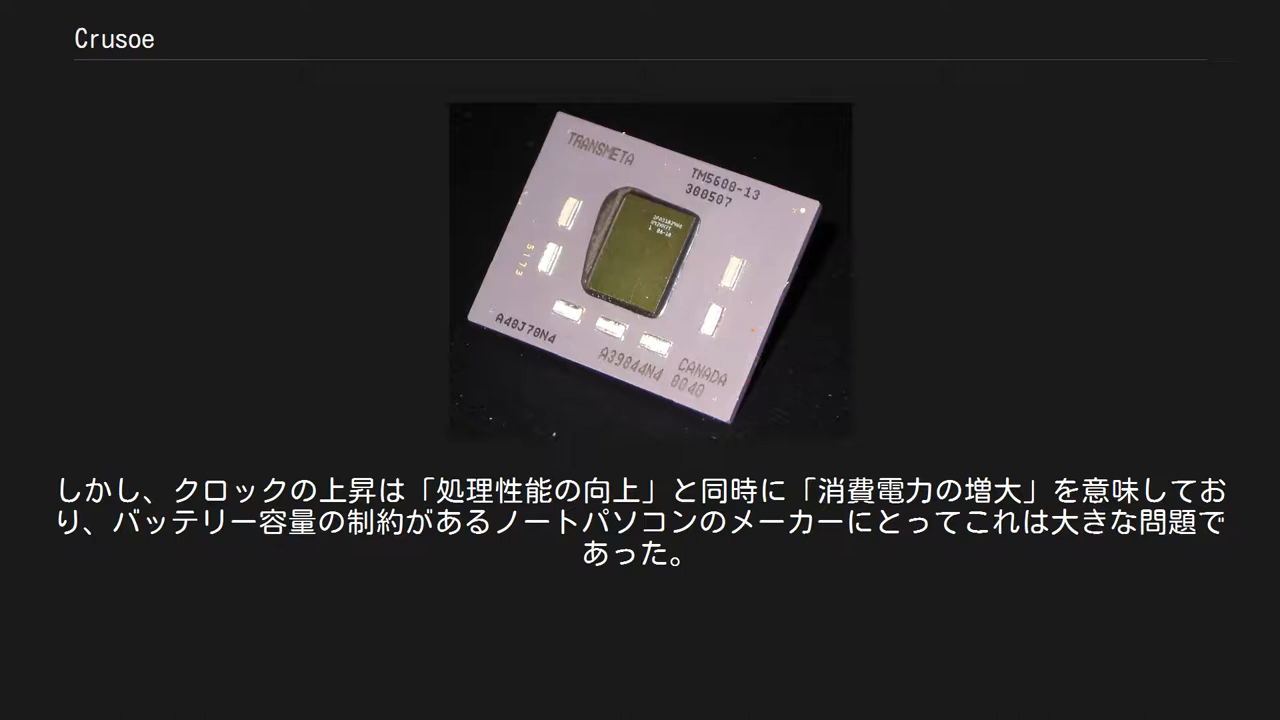 Crusoe
TRANSMETA
TM5600-13
300507
5173
A40J70N4
A39844N4
CANADA
0040
しかし、クロックの上昇は「処理性能の向上」と同時に「消費電力の増大」を意味してお
り、バッテリー容量の制約があるノートパソコンのメーカーにとってこれは大きな問題で
あった。